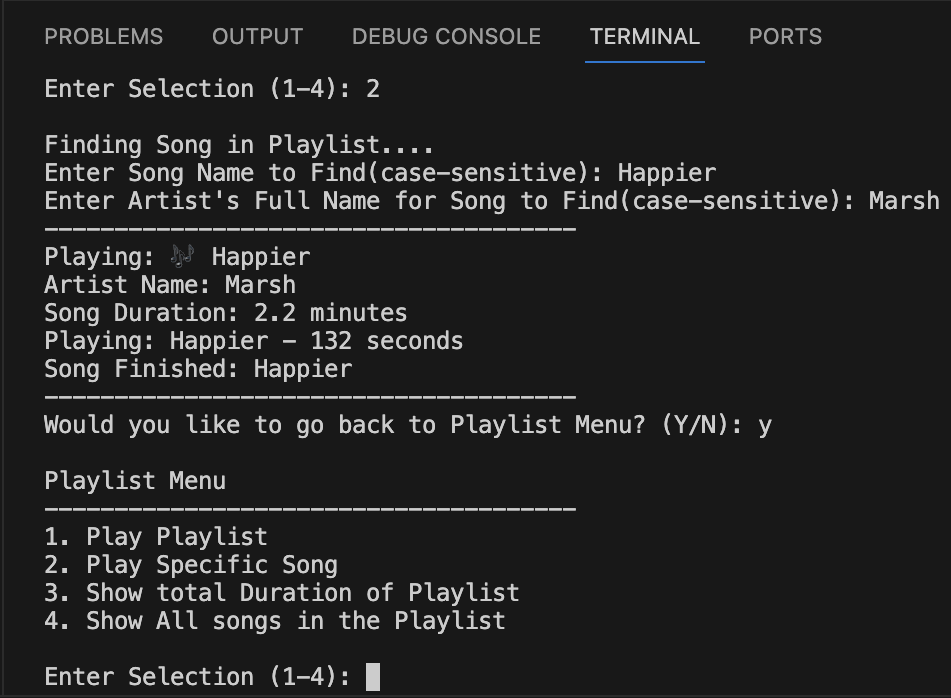 PROBLEMS OUTPUT DEBUG CONSOLE TERMINAL PORTS
Enter Selection (1-4): 2
Finding Song in Playlist....
Enter Song Name to Find(case-sensitive): Happier
Enter Artist's Full Name for Song to Find(case-sensitive): Marsh
--------------------------------------
Playing: 🎶 Happier
Artist Name: Marsh
Song Duration: 2.2 minutes
Playing: Happier - 132 seconds
Song Finished: Happier
--------------------------------------
Would you like to go back to Playlist Menu? (Y/N): y
Playlist Menu
--------------------------------------
1. Play Playlist
2. Play Specific Song
3. Show total Duration of Playlist
4. Show All songs in the Playlist
Enter Selection (1-4):